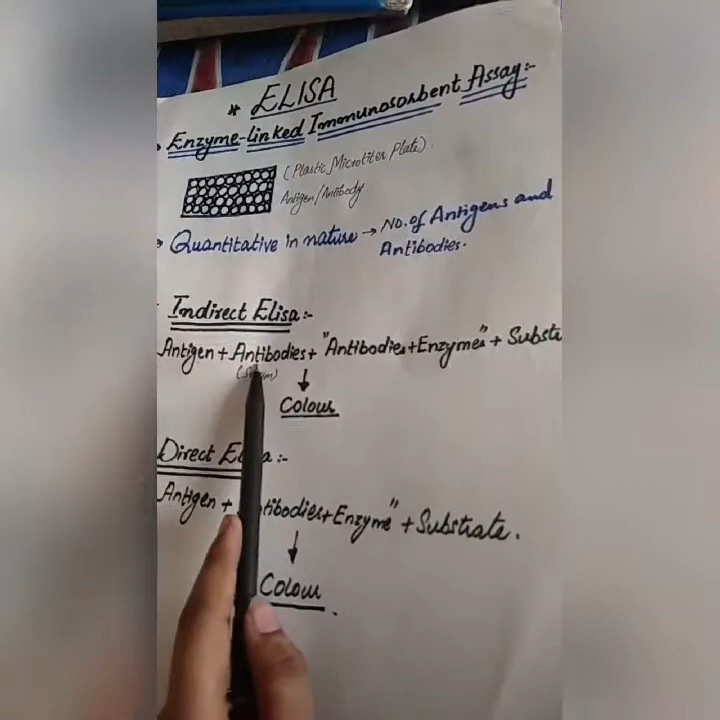 * ELISA
Enzyme-Linked Immunosorbent Assay:-
(Plastic Microtiter Plate).
Antigen/Antibody
Quantitative in nature → No. of Antigens and
Antibodies.
Indirect Elisa:-
Antigen + Antibodies + "Antibodies+Enzyme" + Substr
↓
Colour
Direct El a :-
Antigen + tibodies+Enzyme" + Substrate.
↓
Colour